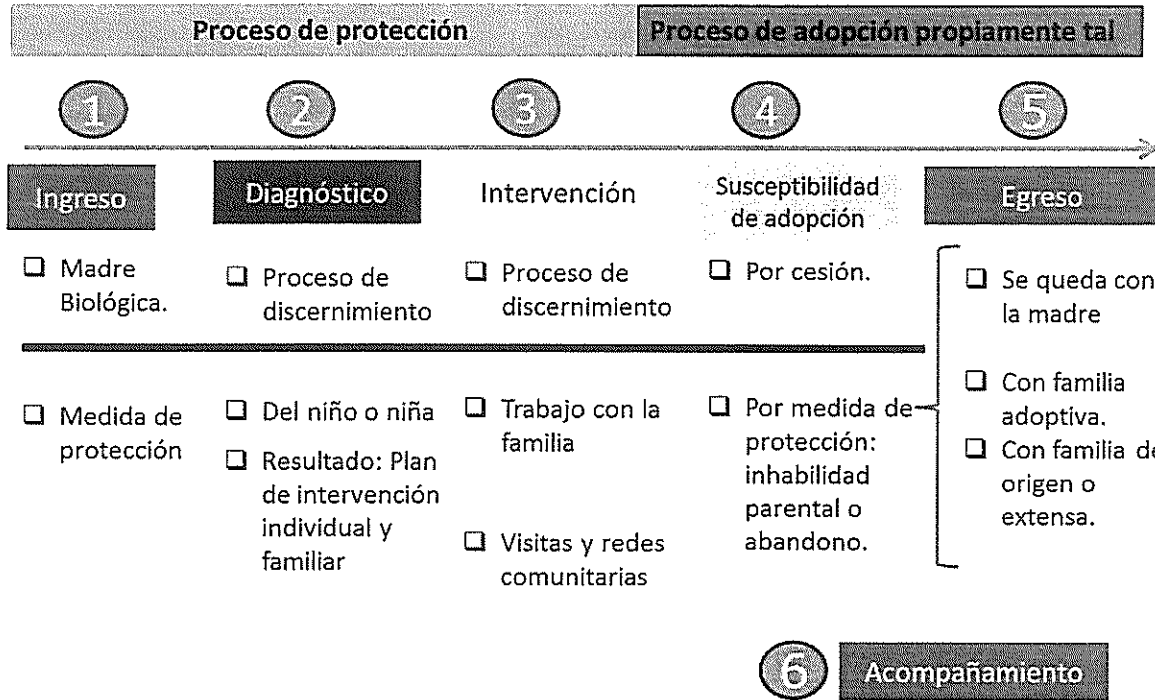 Proceso de protección
Proceso de adopción propiamente tal
1
2
3
4
5
Ingreso
Diagnóstico
Intervención
Susceptibilidad
de adopción
Egreso
Madre
Biológica.
Proceso de
discernimiento
Proceso de
discernimiento
Por cesión.
Se queda con
la madre
Medida de
protección
Del niño o niña
Resultado: Plan
de intervención
individual y
familiar
Trabajo con la
familia
Visitas y redes
comunitarias
Por medida de
protección:
inhabilidad
parental o
abandono.
Con familia
adoptiva.
Con familia de
origen o
extensa.
6
Acompañamiento